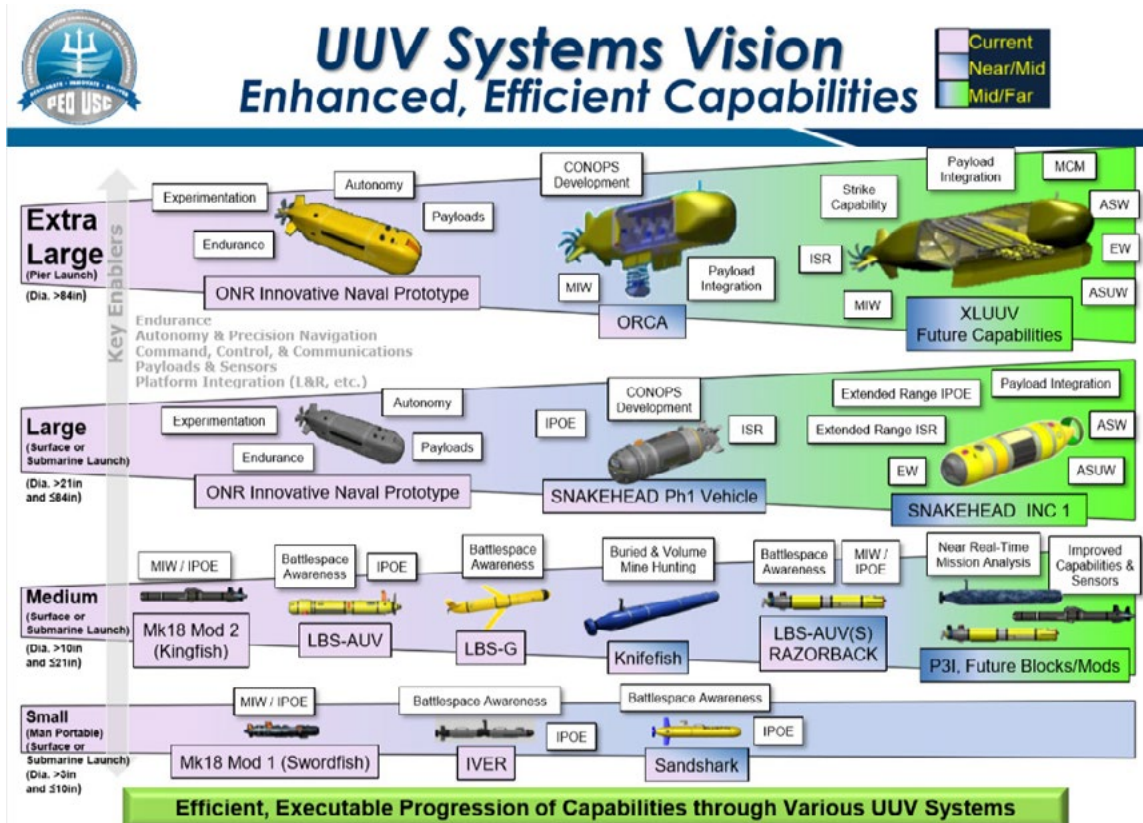 UUV Systems Vision
Enhanced, Efficient Capabilities
Current
Near/Mid
Mid/Far
PEO USC
Key Enablers
Extra
Large
(Pier Launch)
(Dia. >84in)
Experimentation
Autonomy
Payloads
Endurance
ONR Innovative Naval Prototype
CONOPS
Development
MIW
Payload
Integration
ORCA
Payload
Integration
MCM
Strike
Capability
ASW
ISR
EW
MIW
ASUW
XLUUV
Future Capabilities
Endurance
Autonomy & Precision Navigation
Command, Control, & Communications
Payloads & Sensors
Platform Integration (L&R, etc.)
Large
(Surface or
Submarine Launch)
(Dia. >21in
and ≤84in)
Experimentation
Autonomy
Payloads
Endurance
ONR Innovative Naval Prototype
IPOE
CONOPS
Development
ISR
SNAKEHEAD Ph1 Vehicle
Extended Range IPOE
Payload Integration
Extended Range ISR
ASW
EW
ASUW
SNAKEHEAD INC 1
Medium
(Surface or
Submarine Launch)
(Dia. >10in
and ≤21in)
MIW / IPOE
Mk18 Mod 2
(Kingfish)
Battlespace
Awareness
IPOE
LBS-AUV
Battlespace
Awareness
LBS-G
Buried & Volume
Mine Hunting
Knifefish
Battlespace
Awareness
MIW /
IPOE
LBS-AUV(S)
RAZORBACK
Near Real-Time
Mission Analysis
Improved
Capabilities &
Sensors
P3I, Future Blocks/Mods
Small
(Man Portable)
(Surface or
Submarine Launch)
(Dia. >3in
and ≤10in)
MIW / IPOE
Mk18 Mod 1 (Swordfish)
Battlespace Awareness
IPOE
IVER
Battlespace Awareness
IPOE
Sandshark
Efficient, Executable Progression of Capabilities through Various UUV Systems